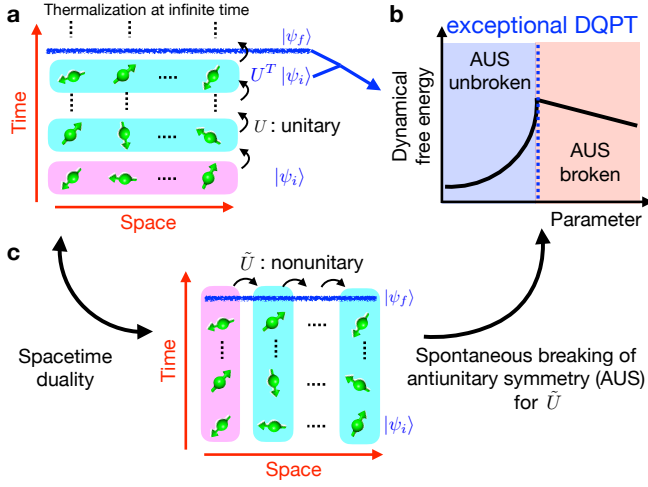 a
Thermalization at infinite time
|ψ_f⟩
U^T |ψ_i⟩
U : unitary
|ψ_i⟩
Time
Space
b
exceptional DQPT
Dynamical
free energy
AUS
unbroken
AUS
broken
Parameter
c
Ũ : nonunitary
|ψ_f⟩
|ψ_i⟩
Time
Space
Spacetime
duality
Spontaneous breaking of
antiunitary symmetry (AUS)
for Ũ